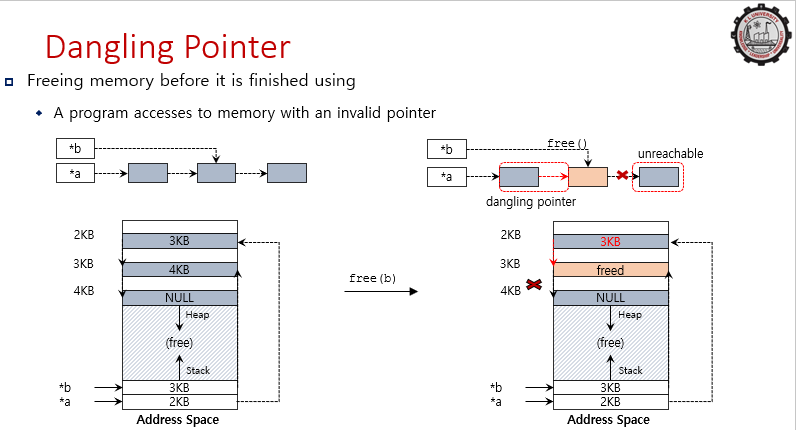 Dangling Pointer
Freeing memory before it is finished using
A program accesses to memory with an invalid pointer
*b
*a
*b
*a
free()
unreachable
dangling pointer
2KB
3KB
3KB
4KB
4KB
NULL
Heap
(free)
Stack
*b
3KB
*a
2KB
Address Space
free(b)
2KB
3KB
3KB
freed
4KB
NULL
Heap
(free)
Stack
*b
3KB
*a
2KB
Address Space